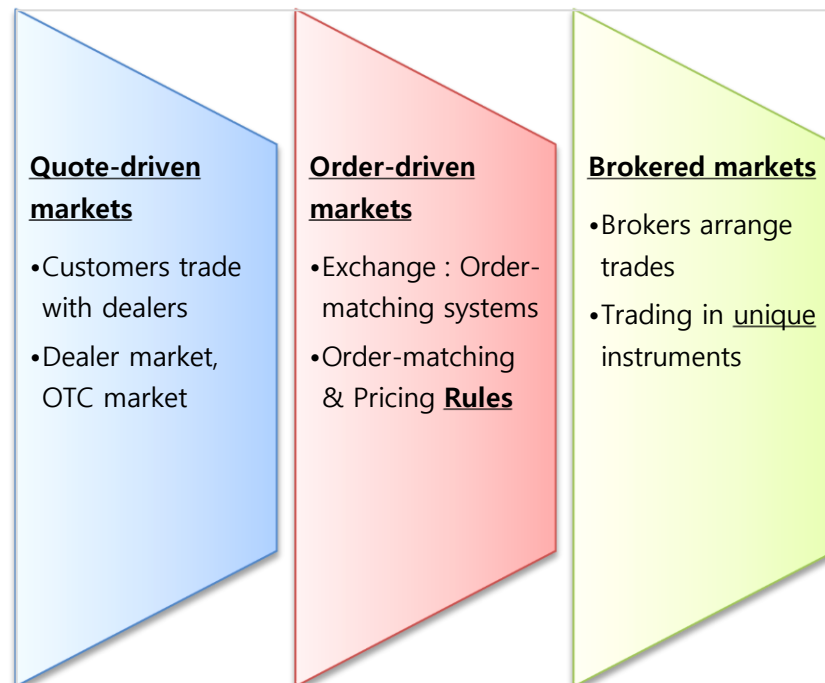 Quote-driven
markets
•Customers trade
with dealers
•Dealer market,
OTC market
Order-driven
markets
•Exchange : Order-
matching systems
•Order-matching
& Pricing Rules
Brokered markets
•Brokers arrange
trades
•Trading in unique
instruments